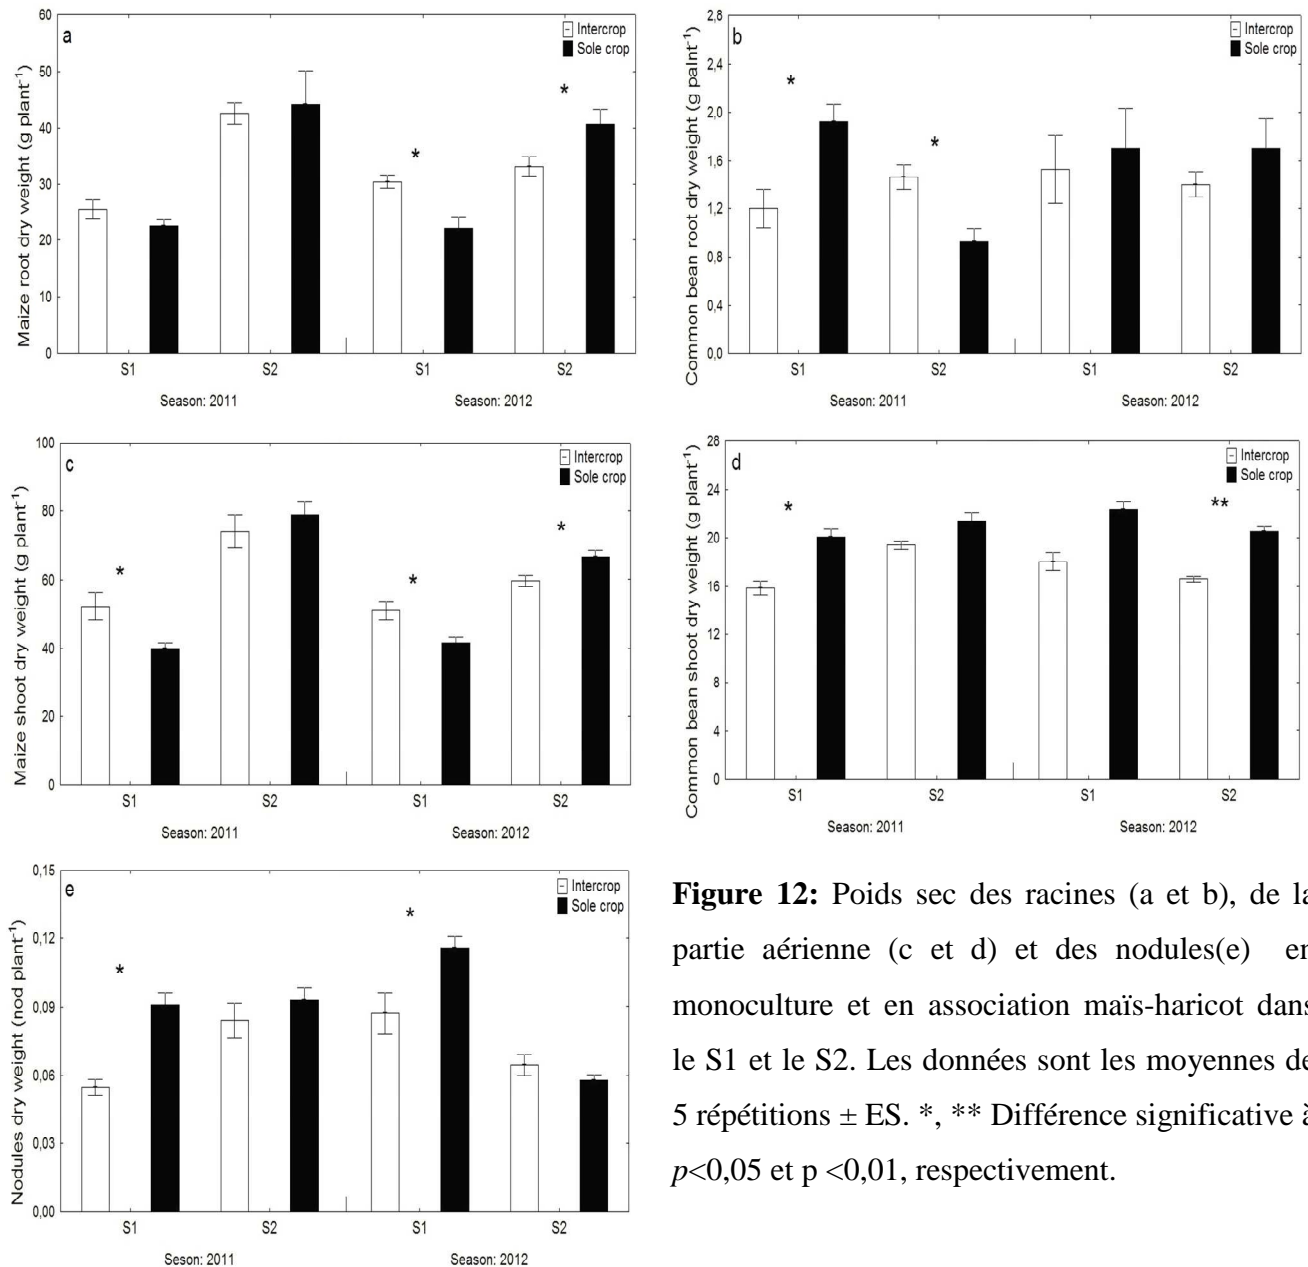 a
Intercrop
Sole crop
Maize root dry weight (g plant⁻¹)
60
50
40
30
20
10
0
*
*
S1
S2
S1
S2
Season: 2011
Season: 2012
b
Intercrop
Sole crop
Common bean root dry weight (g palnt⁻¹)
2,8
2,4
2,0
1,6
1,2
0,8
0,4
0,0
*
*
S1
S2
S1
S2
Season: 2011
Season: 2012
c
Intercrop
Sole crop
Maize shoot dry weight (g plant⁻¹)
100
80
60
40
20
0
*
*
*
S1
S2
S1
S2
Season: 2011
Season: 2012
d
Intercrop
Sole crop
Common bean shoot dry weight (g plant⁻¹)
28
24
20
16
12
8
4
0
*
**
S1
S2
S1
S2
Season: 2011
Season: 2012
e
Intercrop
Sole crop
Nodules dry weight (nod plant⁻¹)
0,15
0,12
0,09
0,06
0,03
0,00
*
*
S1
S2
S1
S2
Seson: 2011
Season: 2012
Figure 12: Poids sec des racines (a et b), de la
partie aérienne (c et d) et des nodules(e) en
monoculture et en association maïs-haricot dans
le S1 et le S2. Les données sont les moyennes de
5 répétitions ± ES. *, ** Différence significative à
p<0,05 et p <0,01, respectivement.